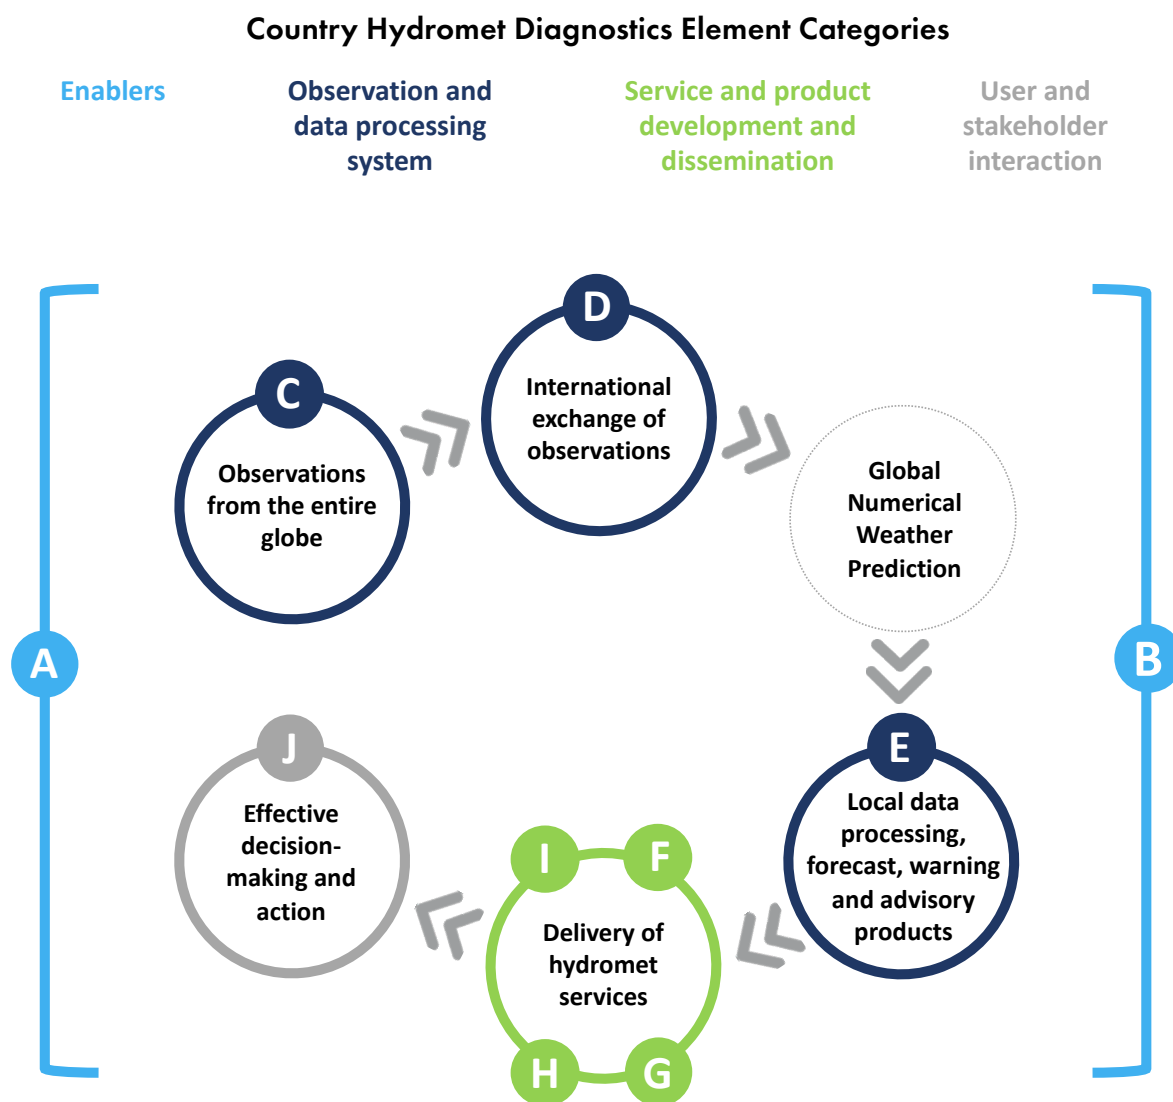 Country Hydromet Diagnostics Element Categories
Enablers
Observation and
data processing
system
Service and product
development and
dissemination
User and
stakeholder
interaction
A
B
C
Observations
from the entire
globe
D
International
exchange of
observations
Global
Numerical
Weather
Prediction
E
Local data
processing,
forecast, warning
and advisory
products
I
F
Delivery of
hydromet
services
H
G
J
Effective
decision-
making and
action